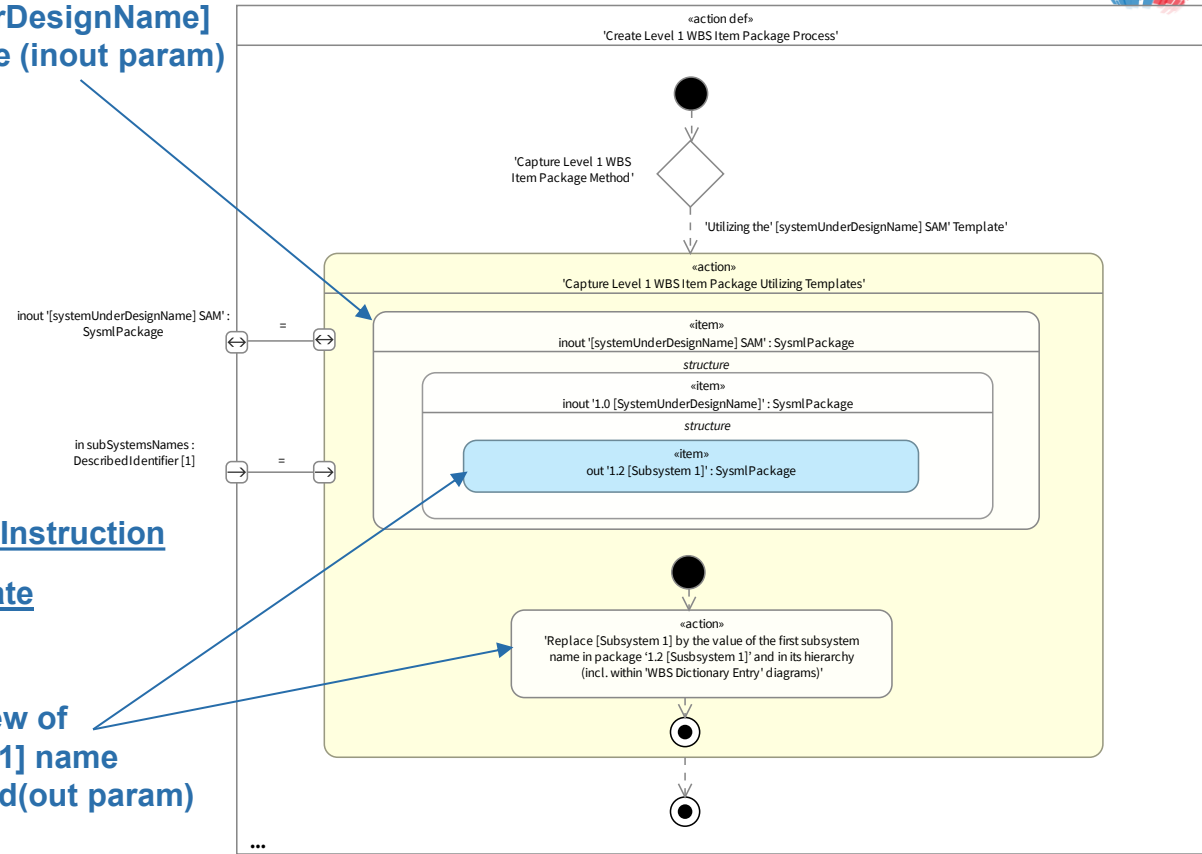 rDesignName]
e (inout param)
«action def»
'Create Level 1 WBS Item Package Process'
'Capture Level 1 WBS
Item Package Method'
'Utilizing the' [systemUnderDesignName] SAM' Template'
«action»
'Capture Level 1 WBS Item Package Utilizing Templates'
inout '[systemUnderDesignName] SAM' :
SysmlPackage
=
«item»
inout '[systemUnderDesignName] SAM' : SysmlPackage
structure
«item»
inout '1.0 [SystemUnderDesignName]' : SysmlPackage
structure
«item»
out '1.2 [Subsystem 1]' : SysmlPackage
in subSystemsNames :
DescribedIdentifier [1]
=
Instruction
ate
«action»
'Replace [Subsystem 1] by the value of the first subsystem
name in package ‘1.2 [Susbsystem 1]’ and in its hierarchy
(incl. within 'WBS Dictionary Entry' diagrams)'
ew of
1] name
d(out param)
...